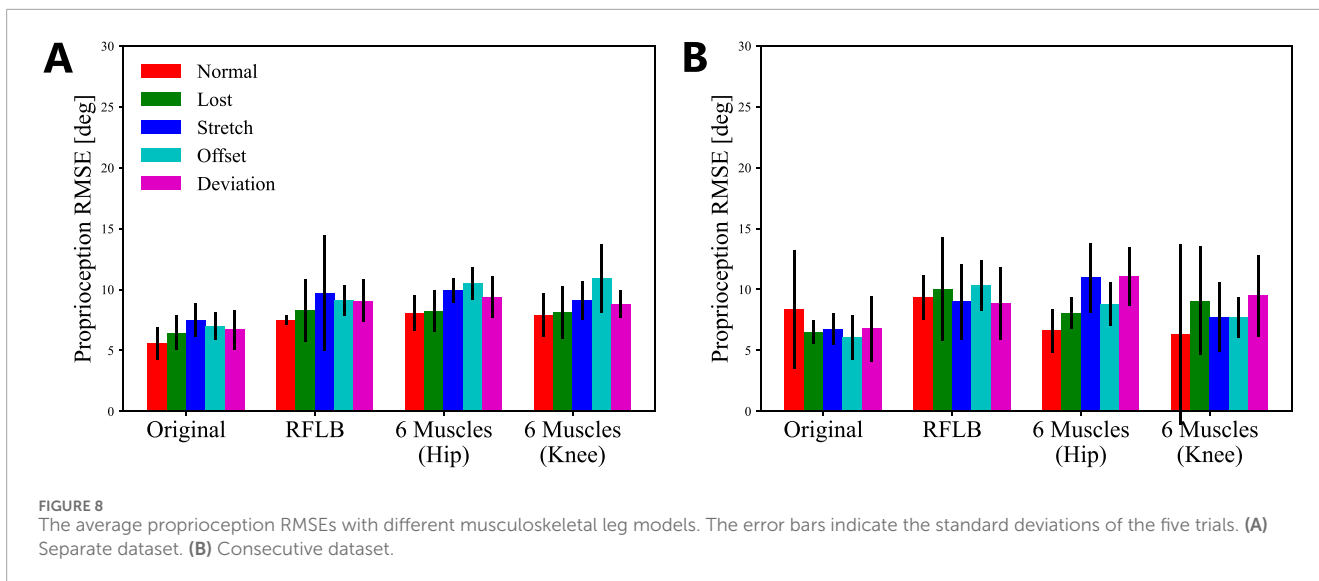 A
Proprioception RMSE [deg]
30
25
20
15
10
5
0
Normal
Lost
Stretch
Offset
Deviation
Original
RFLB
6 Muscles
(Hip)
6 Muscles
(Knee)
B
Proprioception RMSE [deg]
30
25
20
15
10
5
0
Original
RFLB
6 Muscles
(Hip)
6 Muscles
(Knee)
FIGURE 8
The average proprioception RMSEs with different musculoskeletal leg models. The error bars indicate the standard deviations of the five trials. (A)
Separate dataset. (B) Consecutive dataset.